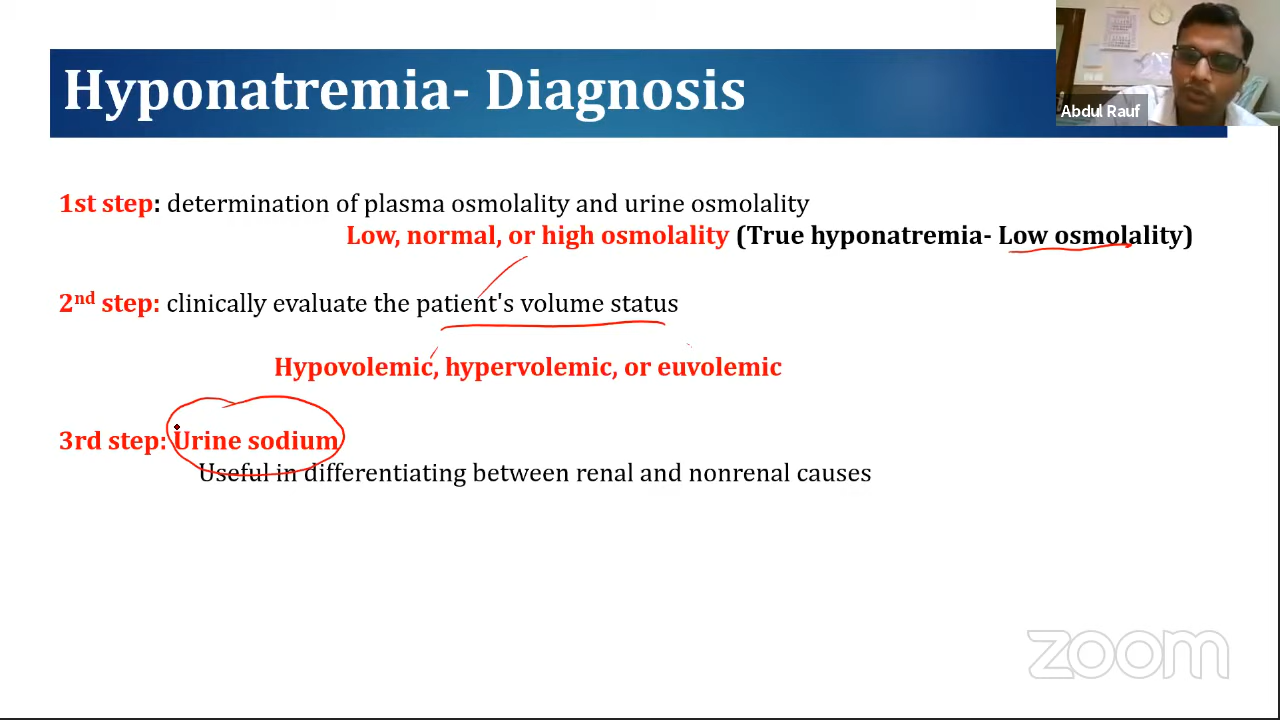 Hyponatremia- Diagnosis
Abdul Rauf
1st step: determination of plasma osmolality and urine osmolality
Low, normal, or high osmolality (True hyponatremia- Low osmolality)
2nd step: clinically evaluate the patient's volume status
Hypovolemic, hypervolemic, or euvolemic
3rd step: Urine sodium
Useful in differentiating between renal and nonrenal causes
zoom